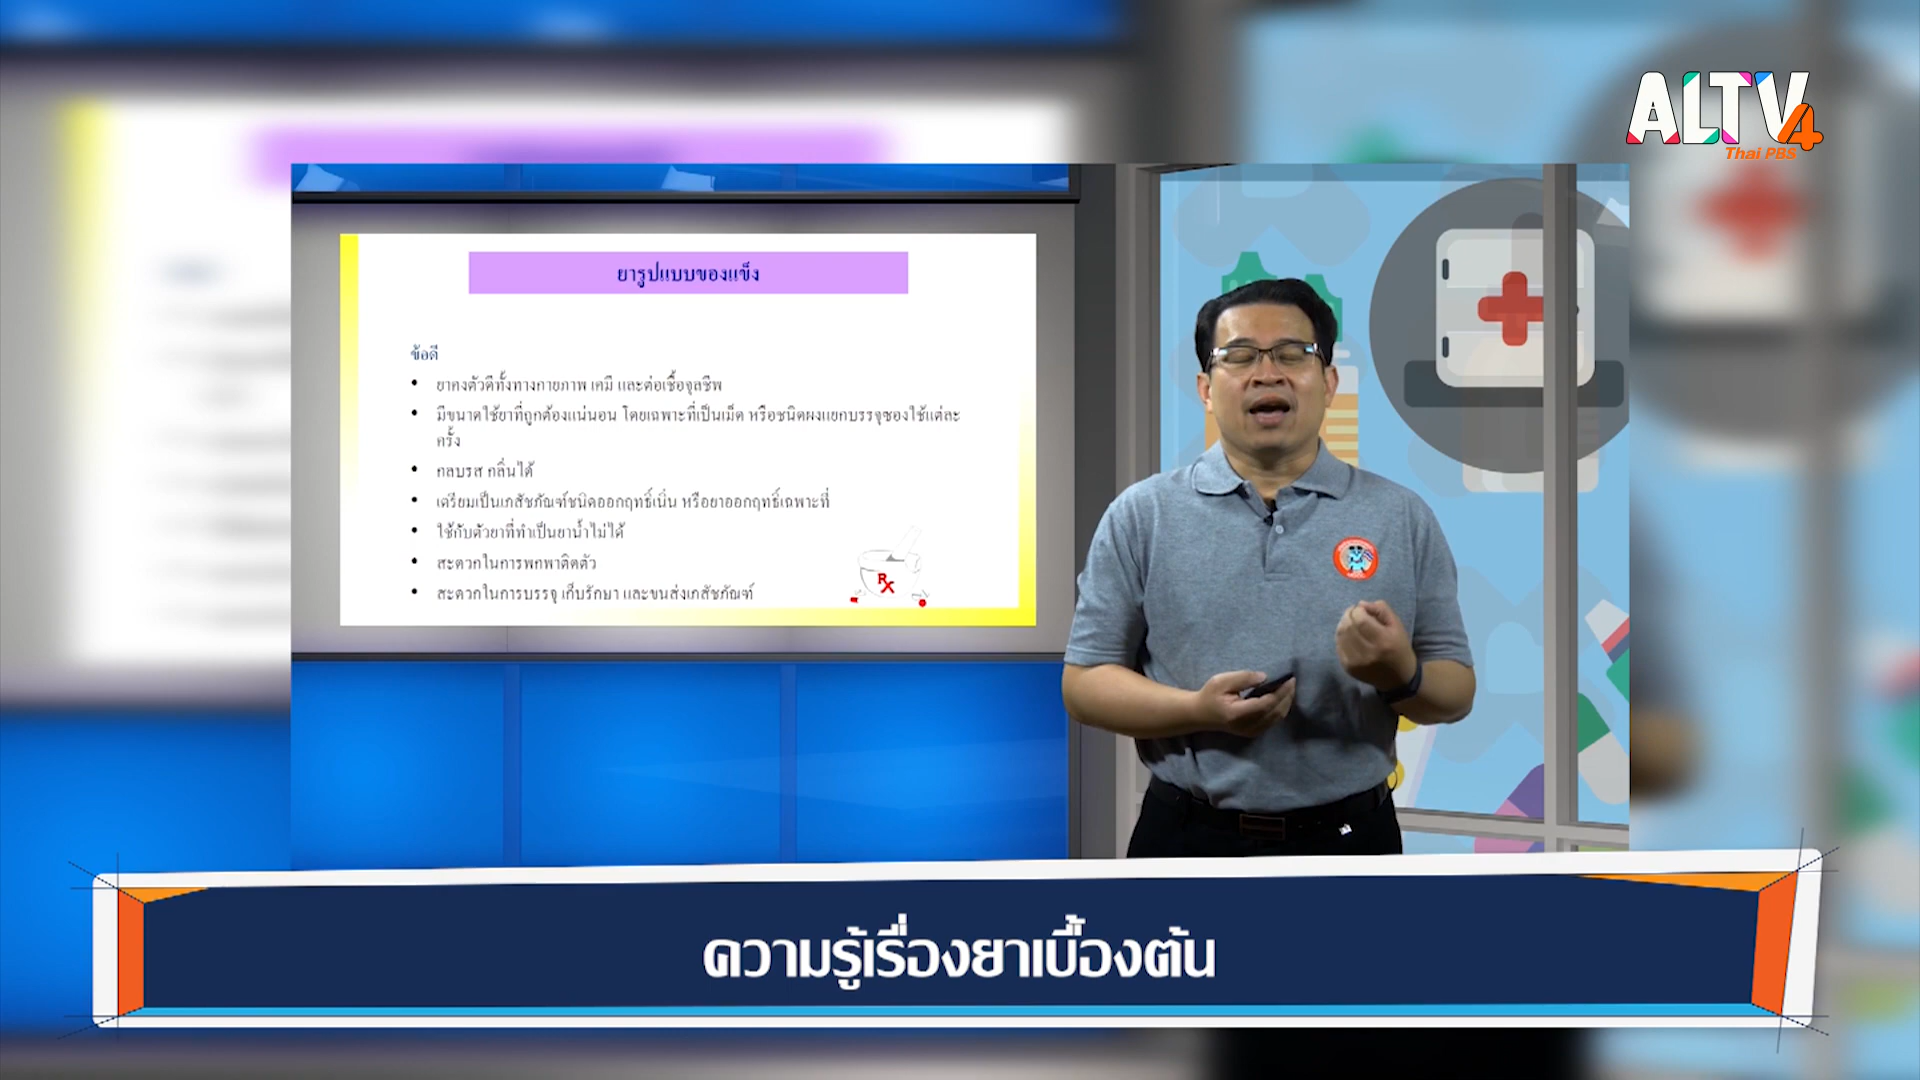 ALTV4
Thai PBS
ยารูปแบบของแข็ง
ข้อดี
• ยาคงตัวดีทั้งทางกายภาพ เคมี และต่อเชื้อจุลชีพ
• มีขนาดใช้ยาที่ถูกต้องแน่นอน โดยเฉพาะที่เป็นเม็ด หรือชนิดผงแยกบรรจุซองใช้แต่ละ
ครั้ง
• กลบรส กลิ่นได้
• เตรียมเป็นเภสัชภัณฑ์ชนิดออกฤทธิ์เนิ่น หรือยาออกฤทธิ์เฉพาะที่
• ใช้กับตัวยาที่ทำเป็นยาน้ำไม่ได้
• สะดวกในการพกพาติดตัว
• สะดวกในการบรรจุ เก็บรักษา และขนส่งเภสัชภัณฑ์
RX
ความรู้เรื่องยาเบื้องต้น